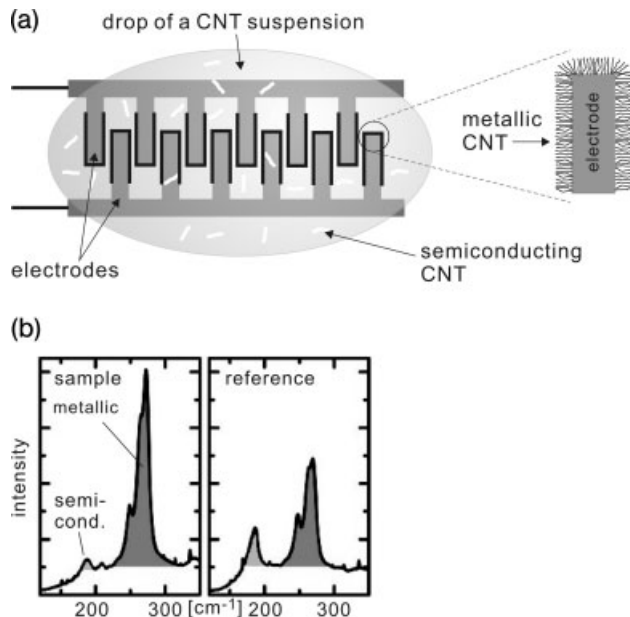 (a)
drop of a CNT suspension
metallic
CNT
electrode
electrodes
semiconducting
CNT
(b)
sample
metallic
semi-
cond.
intensity
reference
200 300 [cm-1] 200 300